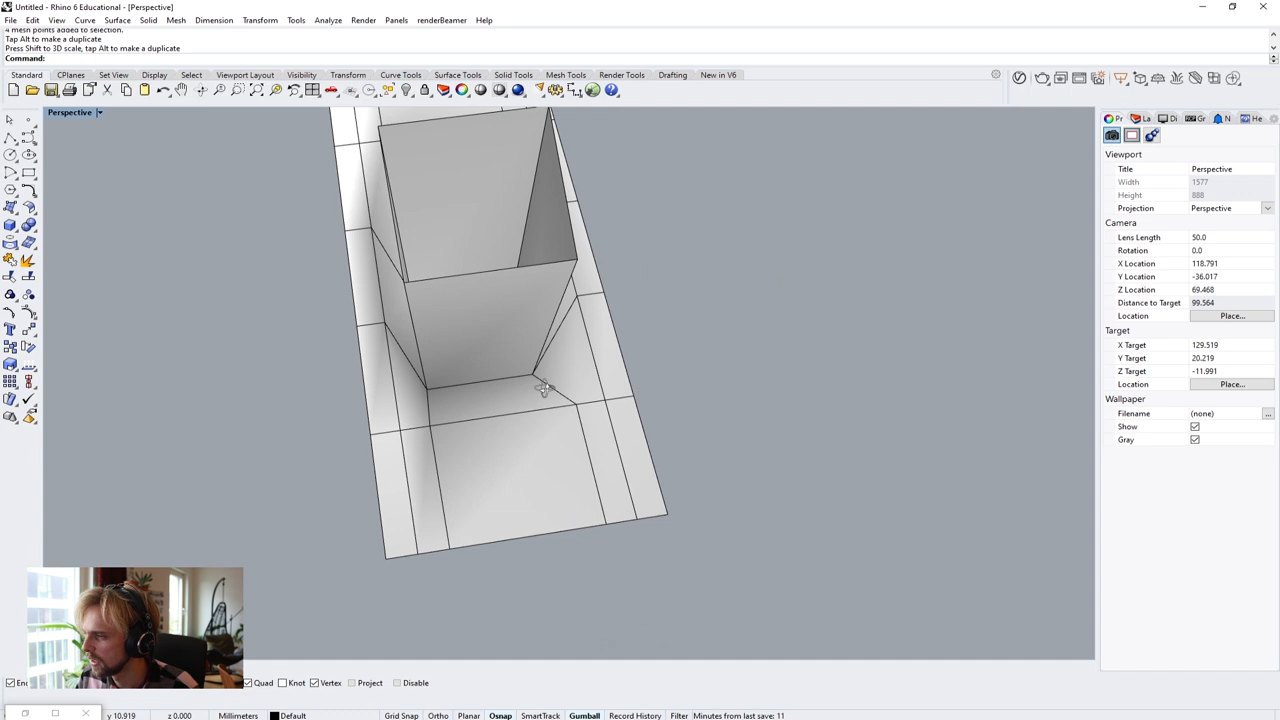 Untitled - Rhino 6 Educational - [Perspective]
File Edit View Curve Surface Solid Mesh Dimension Transform Tools Analyze Render Panels renderBeamer Help
4 mesh points added to selection.
Tap Alt to make a duplicate
Press Shift to 3D scale, tap Alt to make a duplicate
Command:
Standard CPlanes Set View Display Select Viewport Layout Visibility Transform Curve Tools Surface Tools Solid Tools Mesh Tools Render Tools Drafting New in V6
Perspective
Pr La Di Gr N He
Viewport
Title Perspective
Width 1577
Height 888
Projection Perspective
Camera
Lens Length 50.0
Rotation 0.0
X Location 118.791
Y Location -36.017
Z Location 69.468
Distance to Target 99.564
Location Place...
Target
X Target 129.519
Y Target 20.219
Z Target -11.991
Location Place...
Wallpaper
Filename (none) ...
Show
Gray
Quad Knot Vertex Project Disable
y 10.919 z 0.000 Millimeters Default Grid Snap Ortho Planar Osnap SmartTrack Gumball Record History Filter Minutes from last save: 11